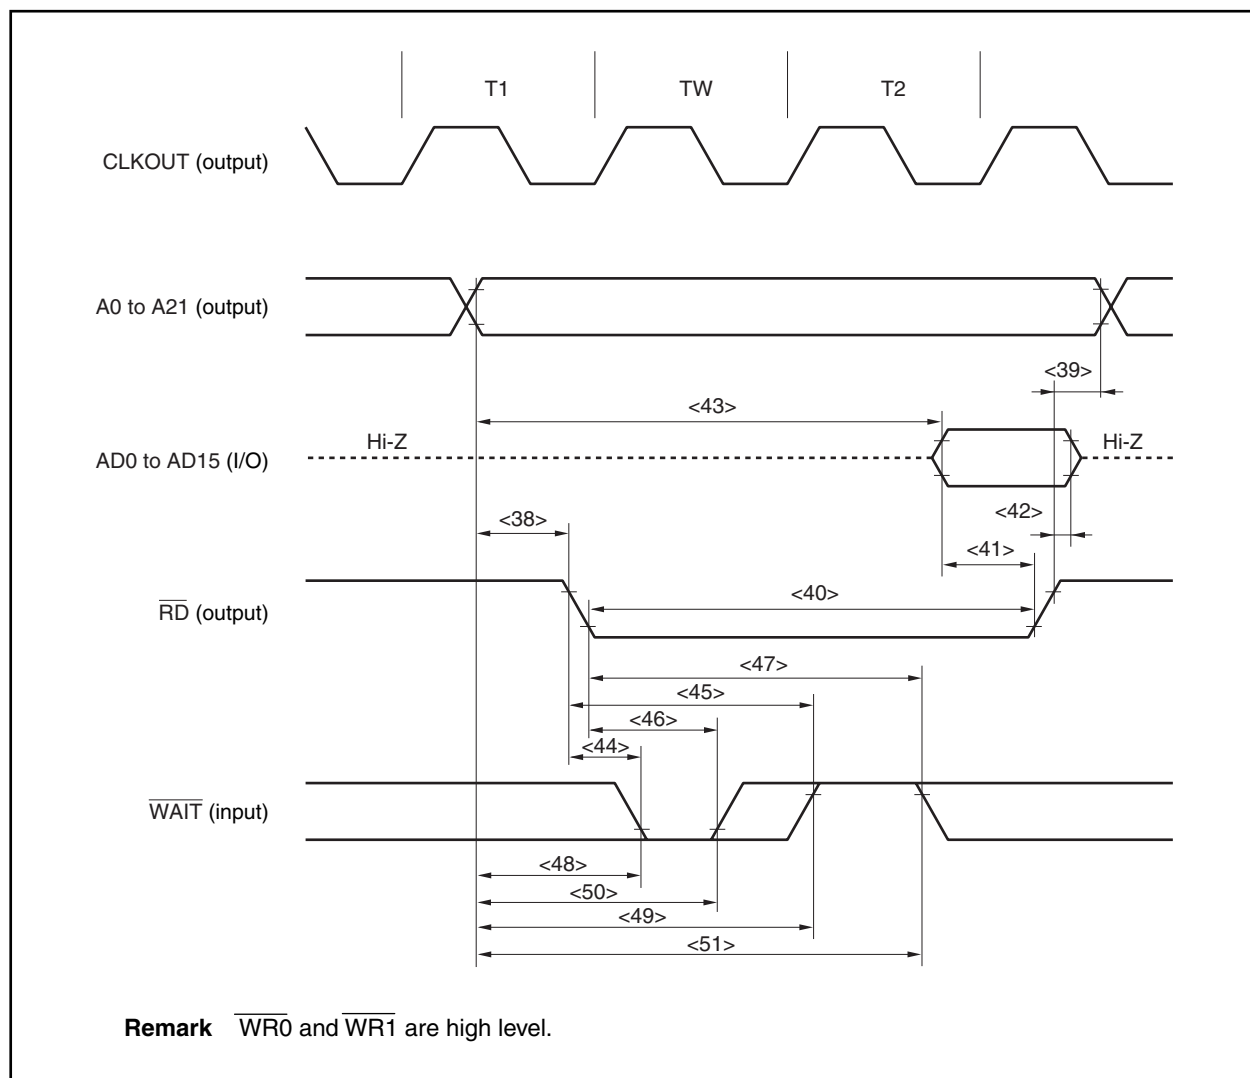 T1 TW T2
CLKOUT (output)
A0 to A21 (output)
<39>
<43>
Hi-Z Hi-Z
AD0 to AD15 (I/O)
<42>
<38>
<41>
<40>
RD (output)
<47>
<45>
<46>
<44>
WAIT (input)
<48>
<50>
<49>
<51>
Remark WR0 and WR1 are high level.